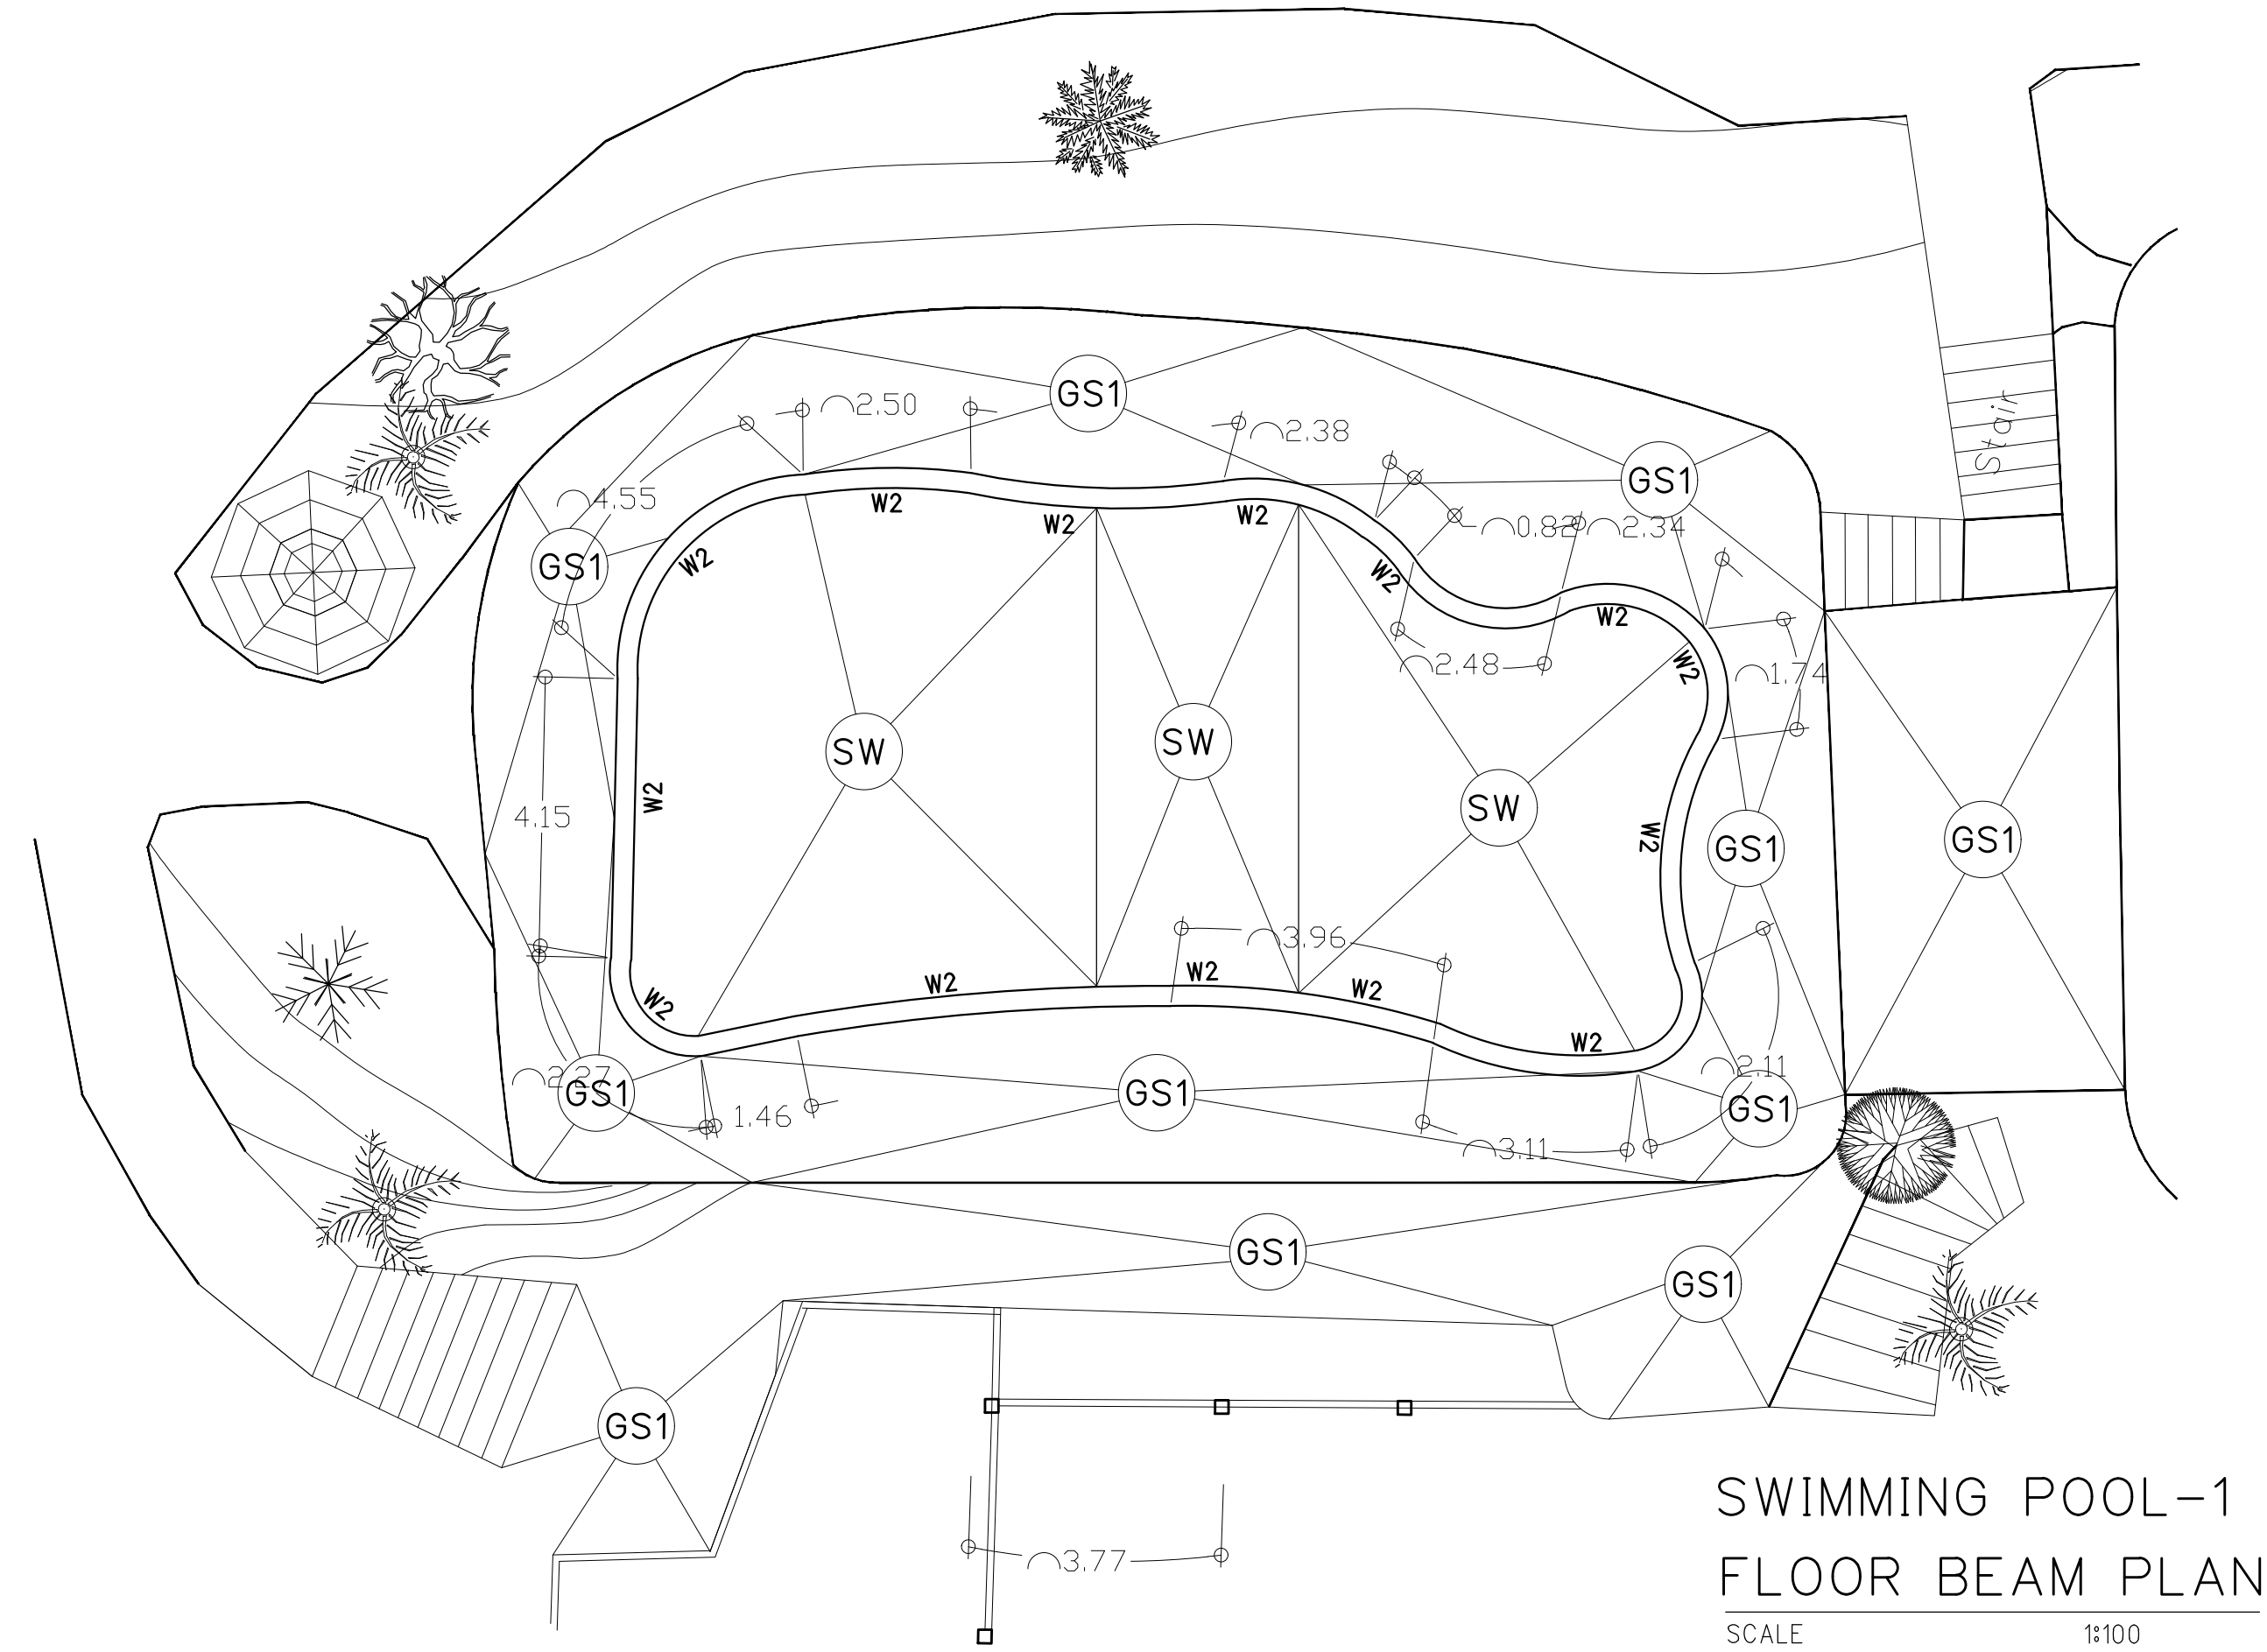 GS1
⌒2.50
⌒2.38
Stair
GS1
⌒4.55
W2
W2
W2
⌒0.82
⌒2.34
GS1
W2
W2
W2
⌒2.48
W2
⌒1.74
SW
SW
W2
4.15
SW
W2
GS1
GS1
⌒3.96
W2
W2
W2
W2
W2
⌒2.27
GS1
1.46
GS1
⌒2.11
GS1
⌒3.11
GS1
GS1
GS1
⌒3.77
SWIMMING POOL-1
FLOOR BEAM PLAN
SCALE 1:100